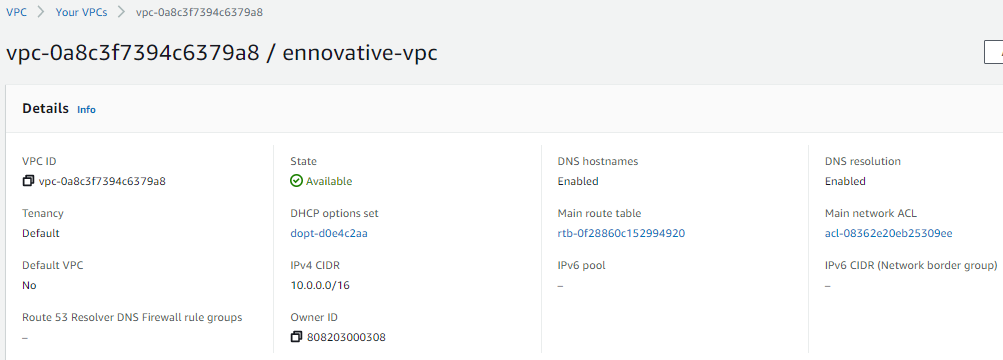 VPC > Your VPCs > vpc-0a8c3f7394c6379a8
vpc-0a8c3f7394c6379a8 / ennovative-vpc
Details Info
VPC ID
vpc-0a8c3f7394c6379a8
State
Available
DNS hostnames
Enabled
DNS resolution
Enabled
Tenancy
Default
DHCP options set
dopt-d0e4c2aa
Main route table
rtb-0f28860c152994920
Main network ACL
acl-08362e20eb25309ee
Default VPC
No
IPv4 CIDR
10.0.0.0/16
IPv6 pool
–
IPv6 CIDR (Network border group)
–
Route 53 Resolver DNS Firewall rule groups
–
Owner ID
808203000308